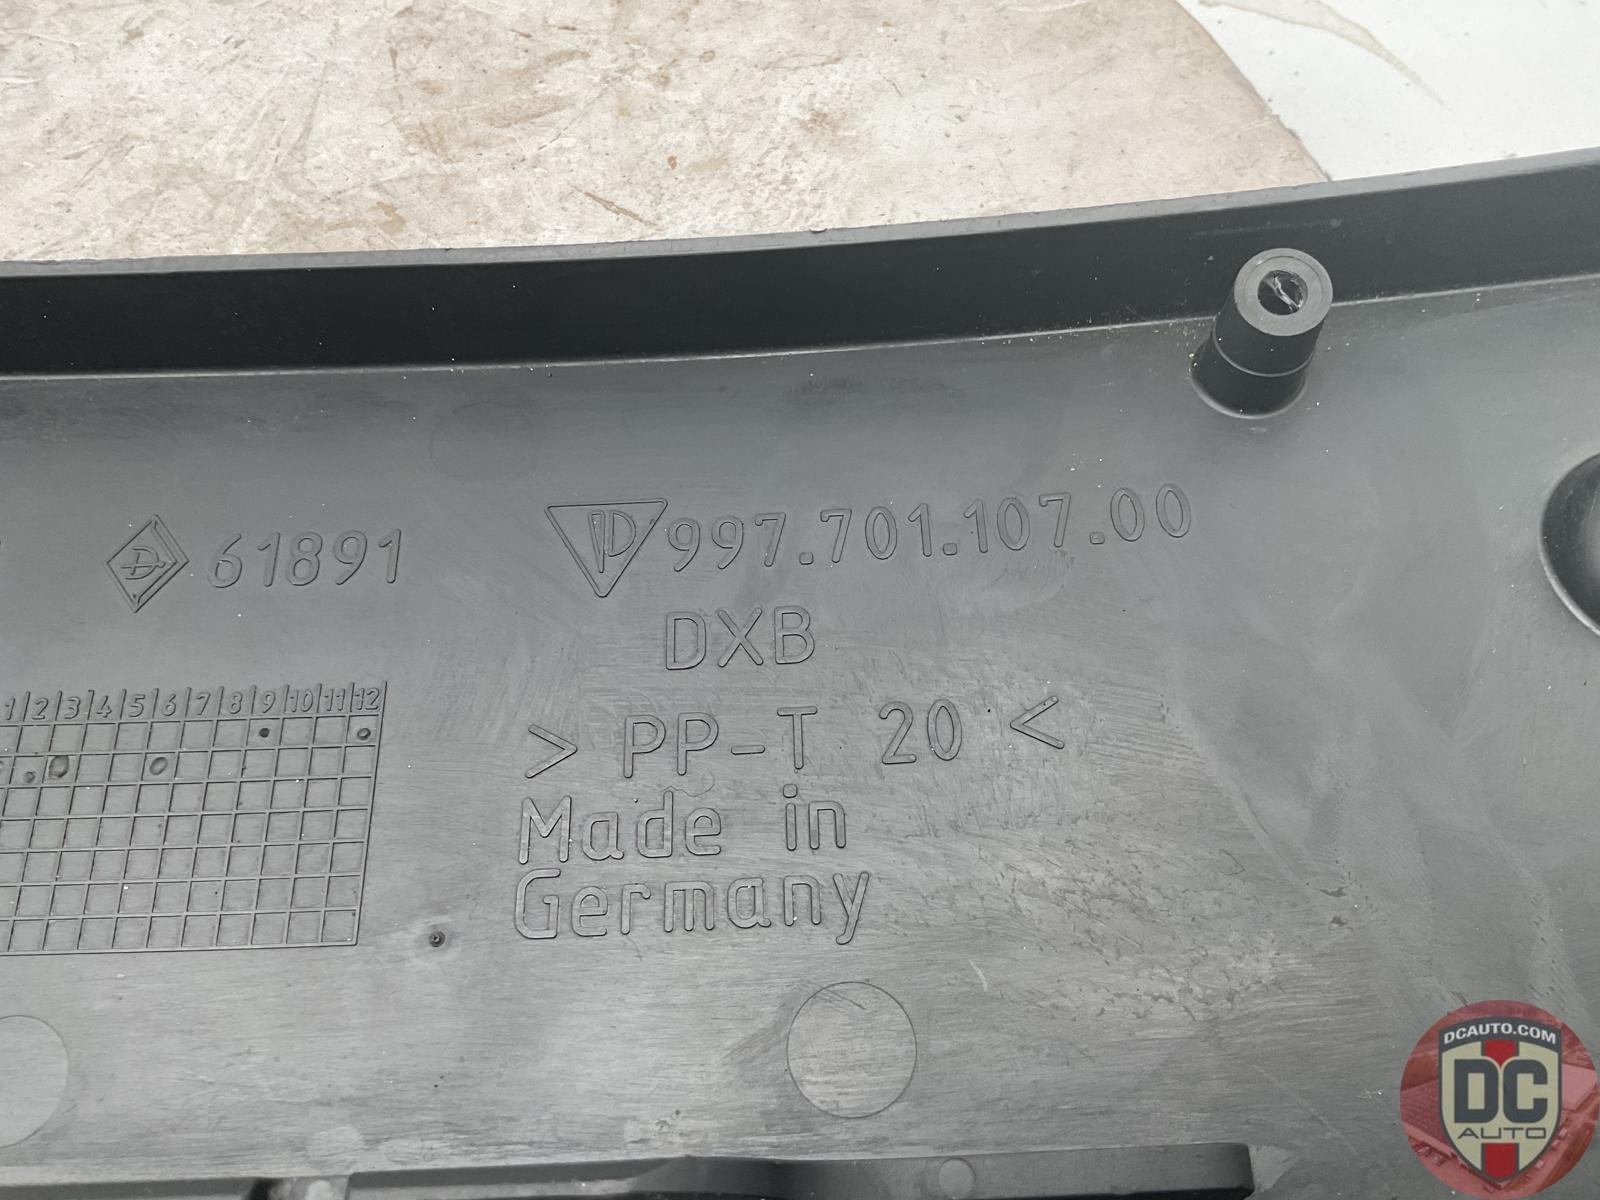 61891
997.701.107.00
DXB
> PP-T 20 <
Made in
Germany
1 2 3 4 5 6 7 8 9 10 11 12
DCAUTO.COM
DC
AUTO